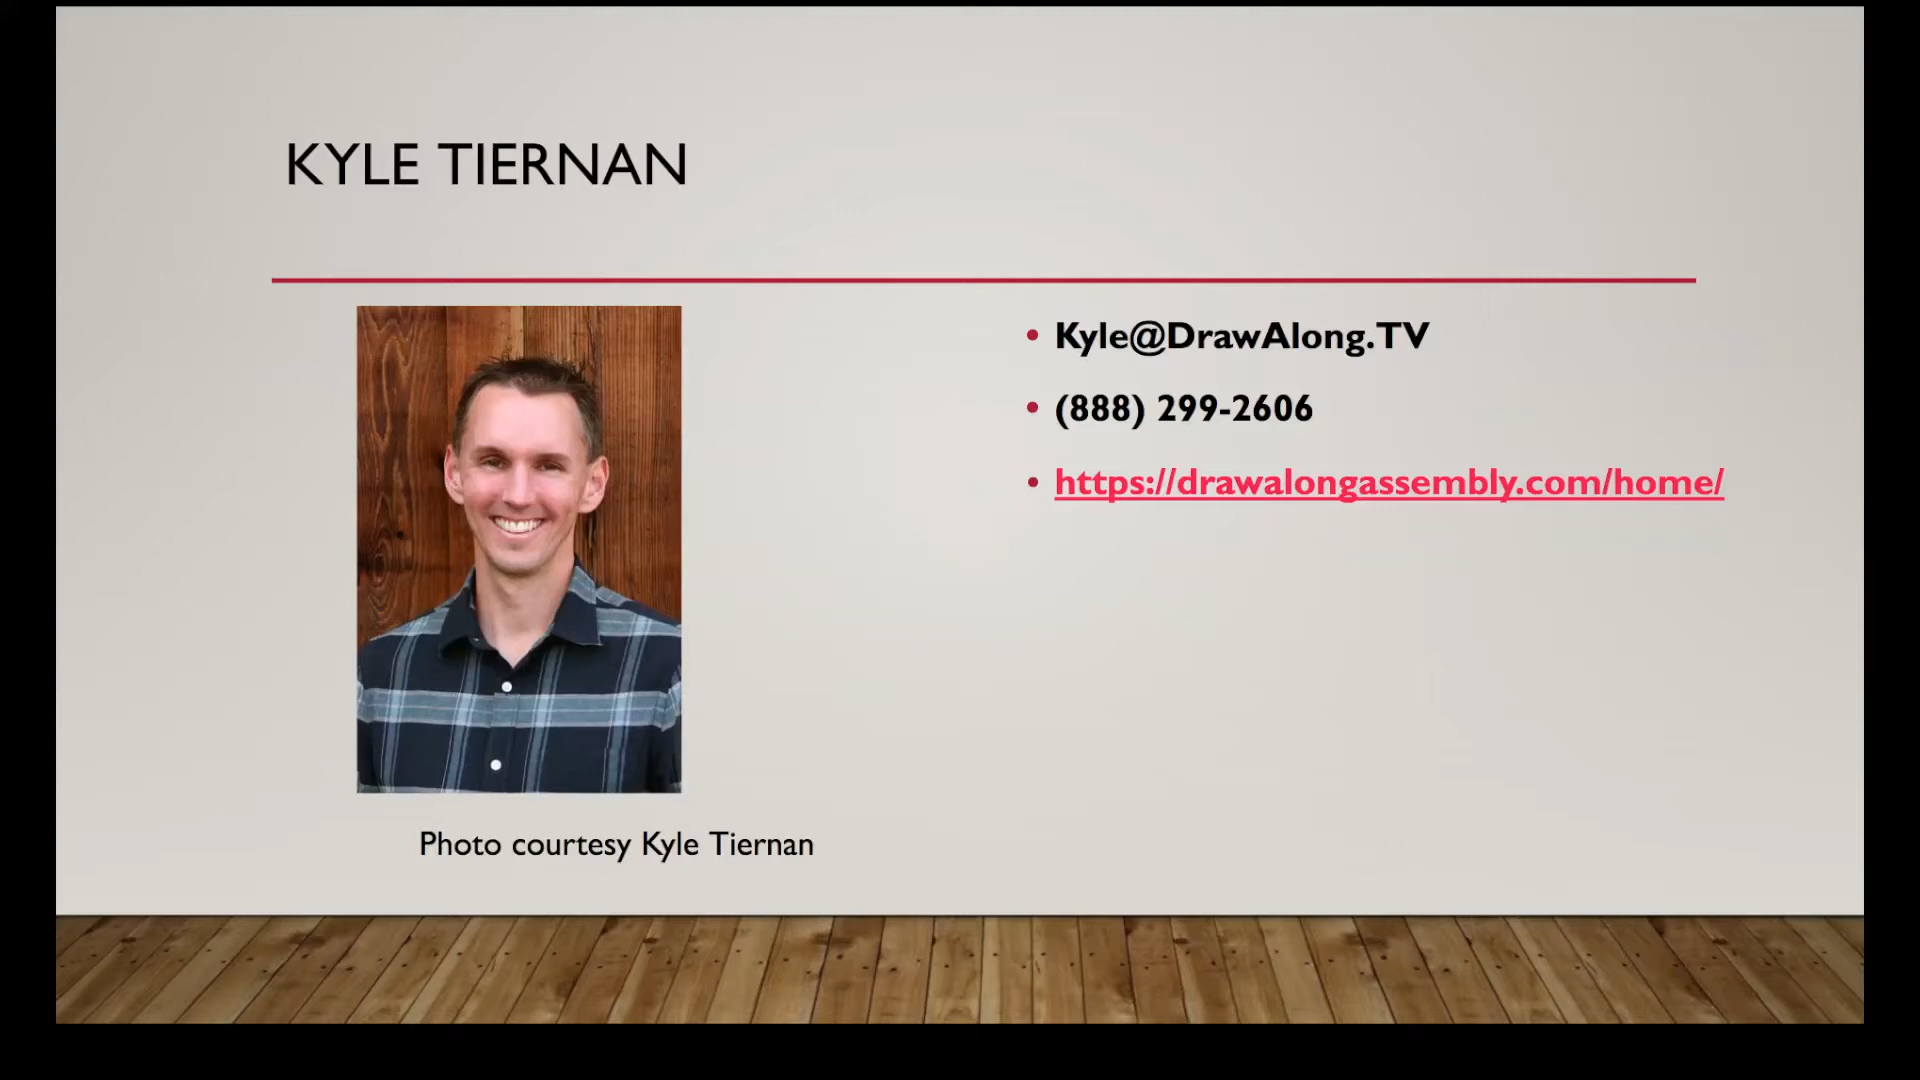 KYLE TIERNAN
• Kyle@DrawAlong.TV
• (888) 299-2606
• https://drawalongassembly.com/home/
Photo courtesy Kyle Tiernan